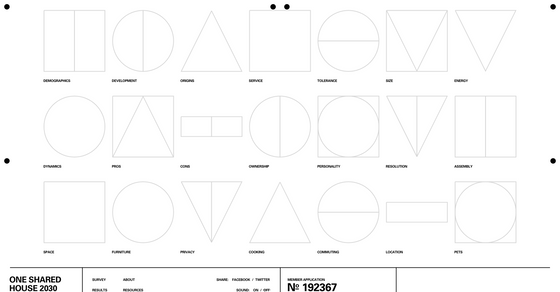 DEMOGRAPHICS DEVELOPMENT ORIGINS SERVICE TOLERANCE SIZE ENERGY
DYNAMICS PROS CONS OWNERSHIP PERSONALITY RESOLUTION ASSEMBLY
SPACE FURNITURE PRIVACY COOKING COMMUTING LOCATION PETS
ONE SHARED
HOUSE 2030
SURVEY ABOUT
RESULTS RESOURCES
SHARE: FACEBOOK / TWITTER
SOUND: ON / OFF
MEMBER APPLICATION
Nº 192367